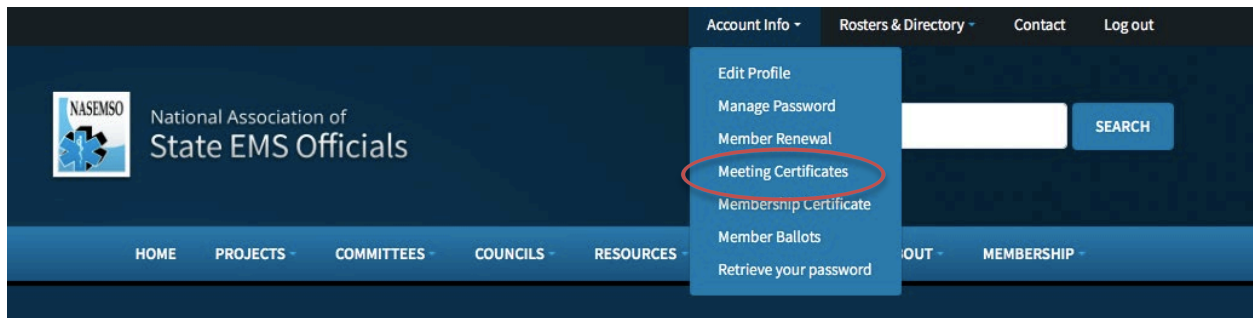 Account Info
Rosters & Directory
Contact
Log out
NASEMSO
National Association of
State EMS Officials
Edit Profile
Manage Password
Member Renewal
Meeting Certificates
Membership Certificate
Member Ballots
Retrieve your password
SEARCH
HOME
PROJECTS
COMMITTEES
COUNCILS
RESOURCES
MEMBERSHIP